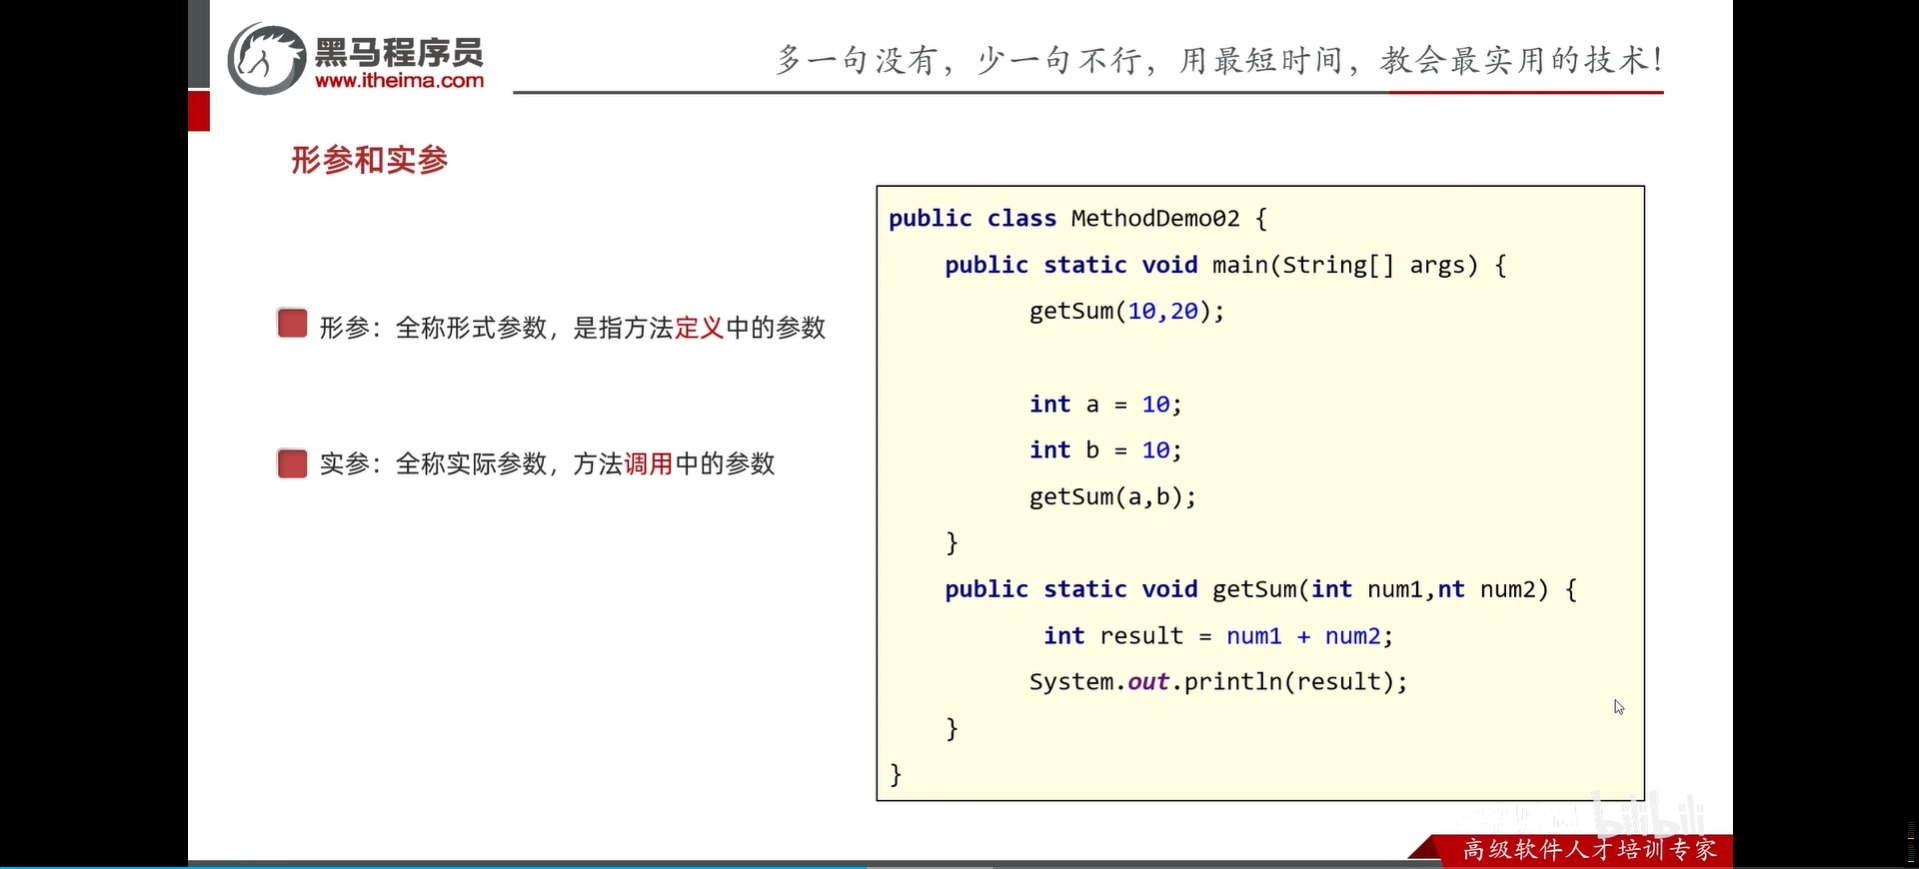 黑马程序员
www.itheima.com
多一句没有，少一句不行，用最短时间，教会最实用的技术！
形参和实参
形参：全称形式参数，是指方法定义中的参数
实参：全称实际参数，方法调用中的参数
public class MethodDemo02 {
public static void main(String[] args) {
getSum(10,20);
int a = 10;
int b = 10;
getSum(a,b);
}
public static void getSum(int num1,nt num2) {
int result = num1 + num2;
System.out.println(result);
}
}
bilibili
高级软件人才培训专家